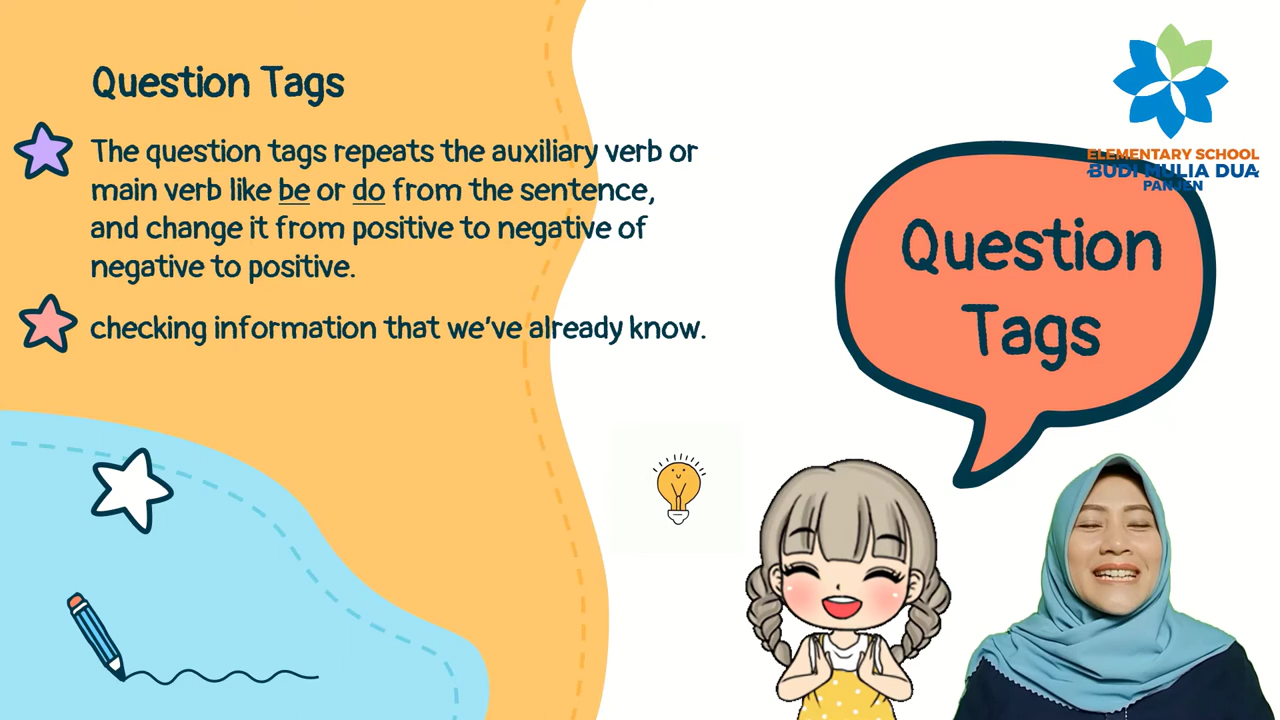 Question Tags
The question tags repeats the auxiliary verb or
main verb like be or do from the sentence,
and change it from positive to negative of
negative to positive.
checking information that we've already know.
ELEMENTARY SCHOOL
BUDI MULIA DUA
PANJEN
Question
Tags